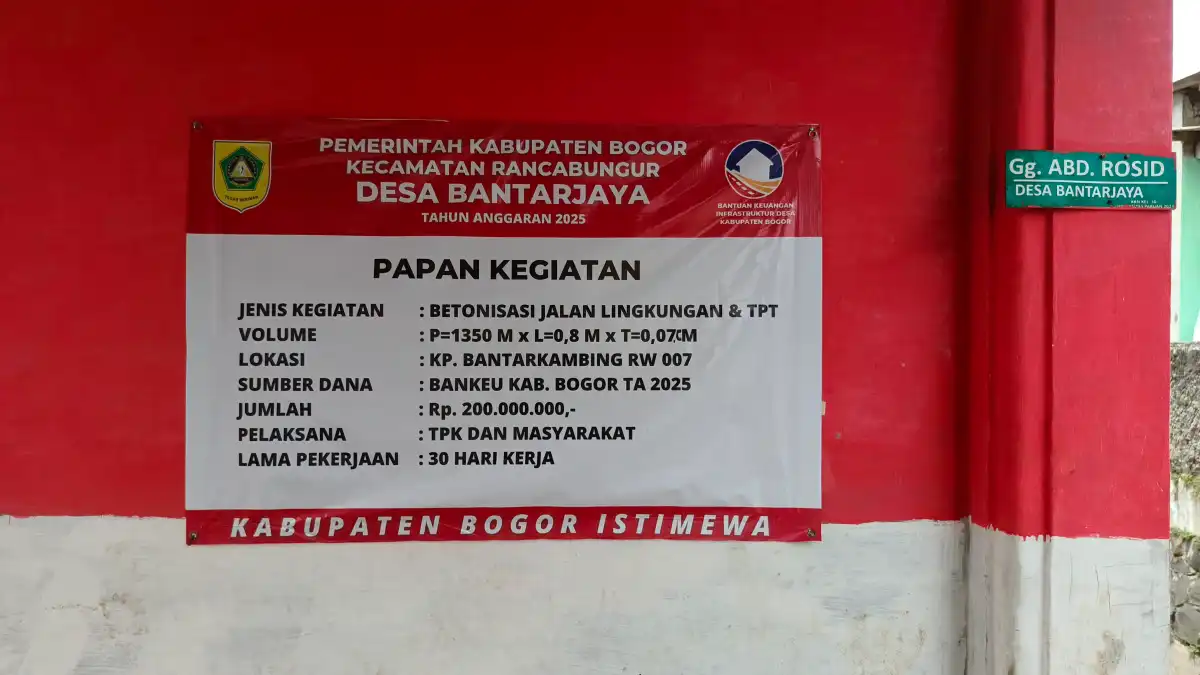 PEMERINTAH KABUPATEN BOGOR
KECAMATAN RANCABUNGUR
DESA BANTARJAYA
TAHUN ANGGARAN 2025
BANTUAN KEUANGAN
INFRASTRUKTUR DESA
KABUPATEN BOGOR
PAPAN KEGIATAN
JENIS KEGIATAN : BETONISASI JALAN LINGKUNGAN & TPT
VOLUME : P=1350 M x L=0,8 M x T=0,07 M
LOKASI : KP. BANTARKAMBING RW 007
SUMBER DANA : BANKEU KAB. BOGOR TA 2025
JUMLAH : Rp. 200.000.000,-
PELAKSANA : TPK DAN MASYARAKAT
LAMA PEKERJAAN : 30 HARI KERJA
KABUPATEN BOGOR ISTIMEWA
Gg. ABD. ROSID
DESA BANTARJAYA